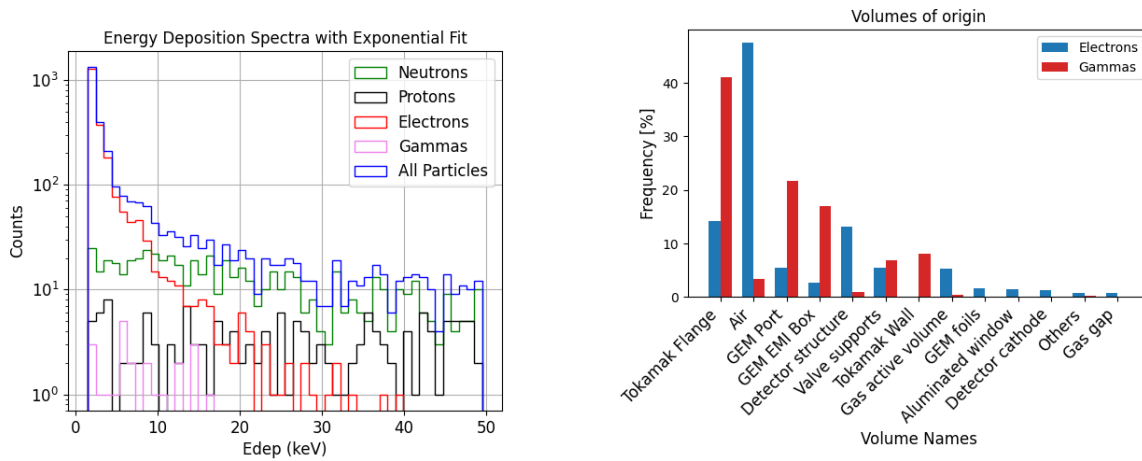 Energy Deposition Spectra with Exponential Fit
Counts
10³
10²
10¹
10⁰
Neutrons
Protons
Electrons
Gammas
All Particles
0 10 20 30 40 50
Edep (keV)
Volumes of origin
Frequency [%]
40
30
20
10
0
Electrons
Gammas
Tokamak Flange
Air
GEM Port
GEM EMI Box
Detector structure
Valve supports
Tokamak Wall
Gas active volume
GEM foils
Aluminated window
Detector cathode
Others
Gas gap
Volume Names